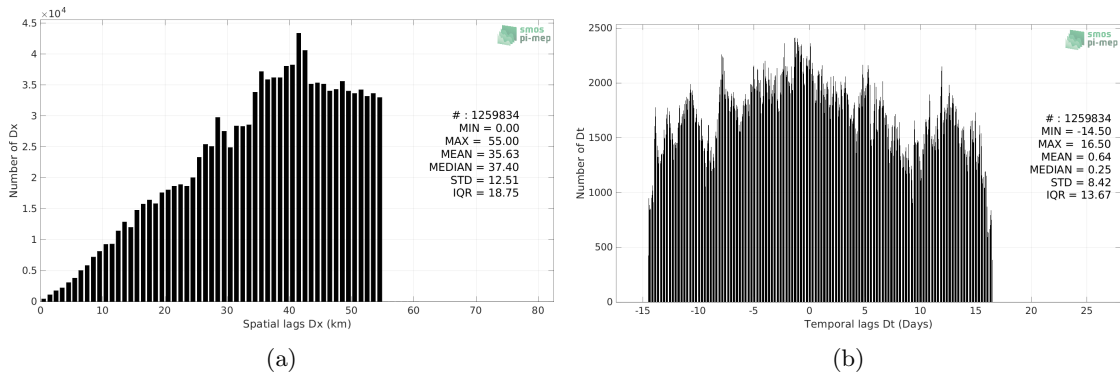 ×10⁴
4.5
4
3.5
3
2.5
2
1.5
1
0.5
0
Number of Dx
smos
pi-mep
# : 1259834
MIN = 0.00
MAX = 55.00
MEAN = 35.63
MEDIAN = 37.40
STD = 12.51
IQR = 18.75
0 10 20 30 40 50 60 70 80
Spatial lags Dx (km)
(a)
2500
2000
1500
1000
500
0
Number of Dt
smos
pi-mep
# : 1259834
MIN = -14.50
MAX = 16.50
MEAN = 0.64
MEDIAN = 0.25
STD = 8.42
IQR = 13.67
-15 -10 -5 0 5 10 15 20 25
Temporal lags Dt (Days)
(b)